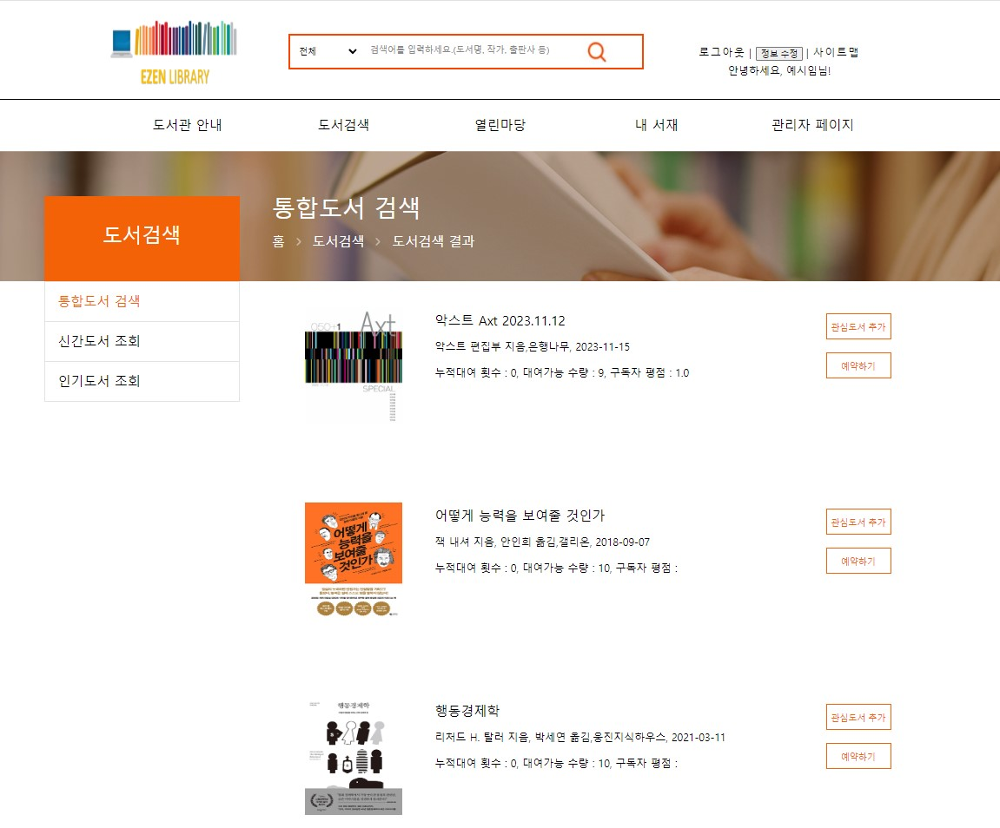 EZEN LIBRARY
전체
검색어를 입력하세요.(도서명, 작가, 출판사 등)
로그아웃 | 정보 수정 | 사이트맵
안녕하세요, 예시임님!
도서관 안내
도서검색
열린마당
내 서재
관리자 페이지
도서검색
통합도서 검색
홈 > 도서검색 > 도서검색 결과
통합도서 검색
신간도서 조회
인기도서 조회
Axt
SPECIAL
악스트 Axt 2023.11.12
악스트 편집부 지음,은행나무, 2023-11-15
누적대여 횟수 : 0, 대여가능 수량 : 9, 구독자 평점 : 1.0
관심도서 추가
예약하기
어떻게
능력을
보여줄
것인가
어떻게 능력을 보여줄 것인가
잭 내셔 지음, 안인희 옮김,갤리온, 2018-09-07
누적대여 횟수 : 0, 대여가능 수량 : 10, 구독자 평점 :
관심도서 추가
예약하기
행동경제학
행동경제학
리처드 H. 탈러 지음, 박세연 옮김,웅진지식하우스, 2021-03-11
누적대여 횟수 : 0, 대여가능 수량 : 10, 구독자 평점 :
관심도서 추가
예약하기